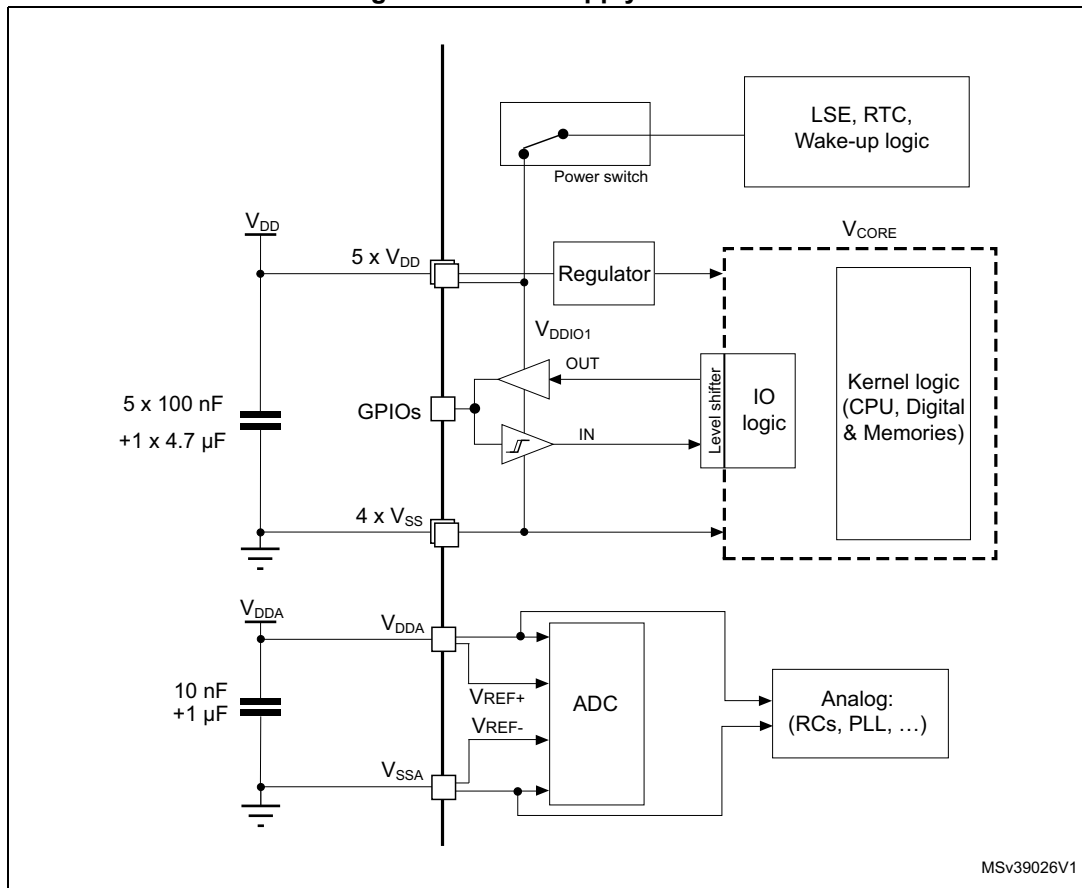 LSE, RTC,
Wake-up logic
Power switch
VDD
VCORE
5 x VDD
Regulator
VDDIO1
OUT
Level shifter
IO
logic
Kernel logic
(CPU, Digital
& Memories)
GPIOs
5 x 100 nF
+1 x 4.7 µF
IN
4 x VSS
VDDA
VDDA
10 nF
+1 µF
VREF+
ADC
VREF-
Analog:
(RCs, PLL, …)
VSSA
MSv39026V1